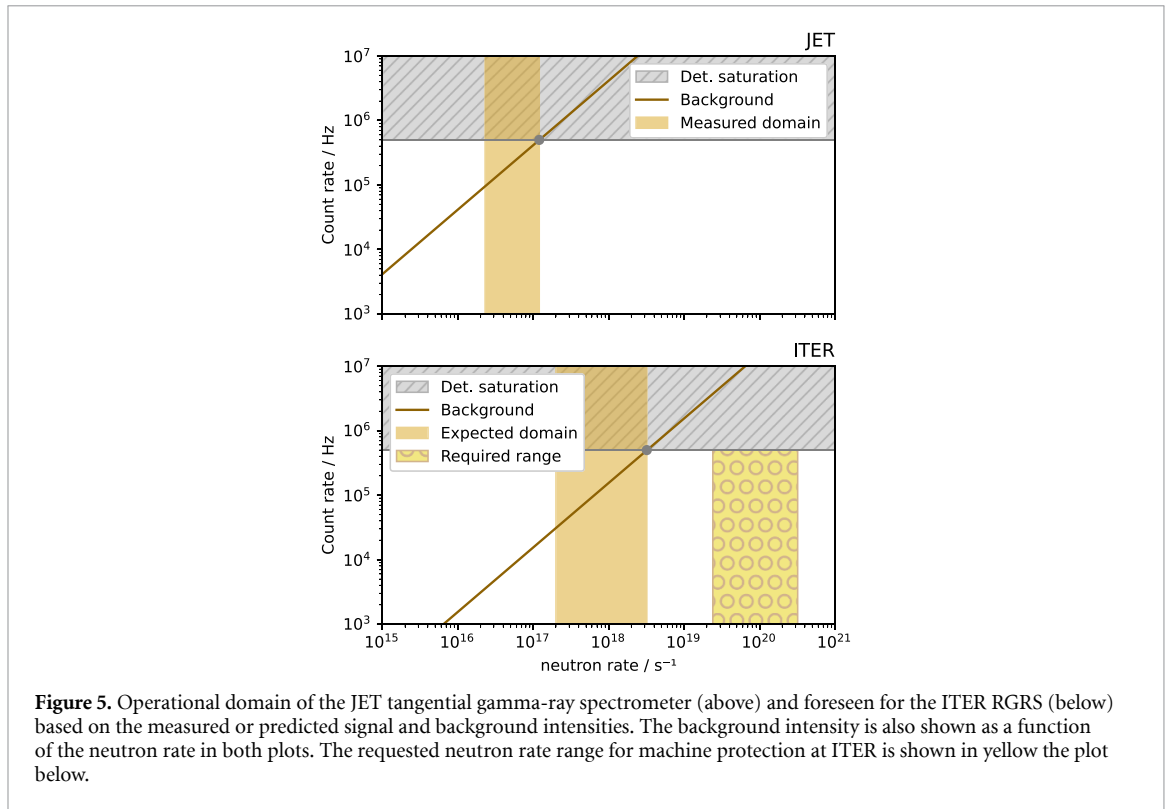 JET
10⁷
10⁶
10⁵
10⁴
10³
Count rate / Hz
Det. saturation
Background
Measured domain
ITER
10⁷
10⁶
10⁵
10⁴
10³
Count rate / Hz
Det. saturation
Background
Expected domain
Required range
10¹⁵ 10¹⁶ 10¹⁷ 10¹⁸ 10¹⁹ 10²⁰ 10²¹
neutron rate / s⁻¹
Figure 5. Operational domain of the JET tangential gamma-ray spectrometer (above) and foreseen for the ITER RGRS (below)
based on the measured or predicted signal and background intensities. The background intensity is also shown as a function
of the neutron rate in both plots. The requested neutron rate range for machine protection at ITER is shown in yellow the plot
below.